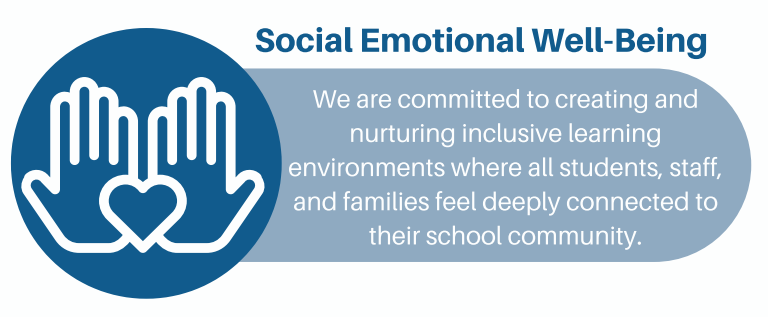 Social Emotional Well-Being
We are committed to creating and
nurturing inclusive learning
environments where all students, staff,
and families feel deeply connected to
their school community.